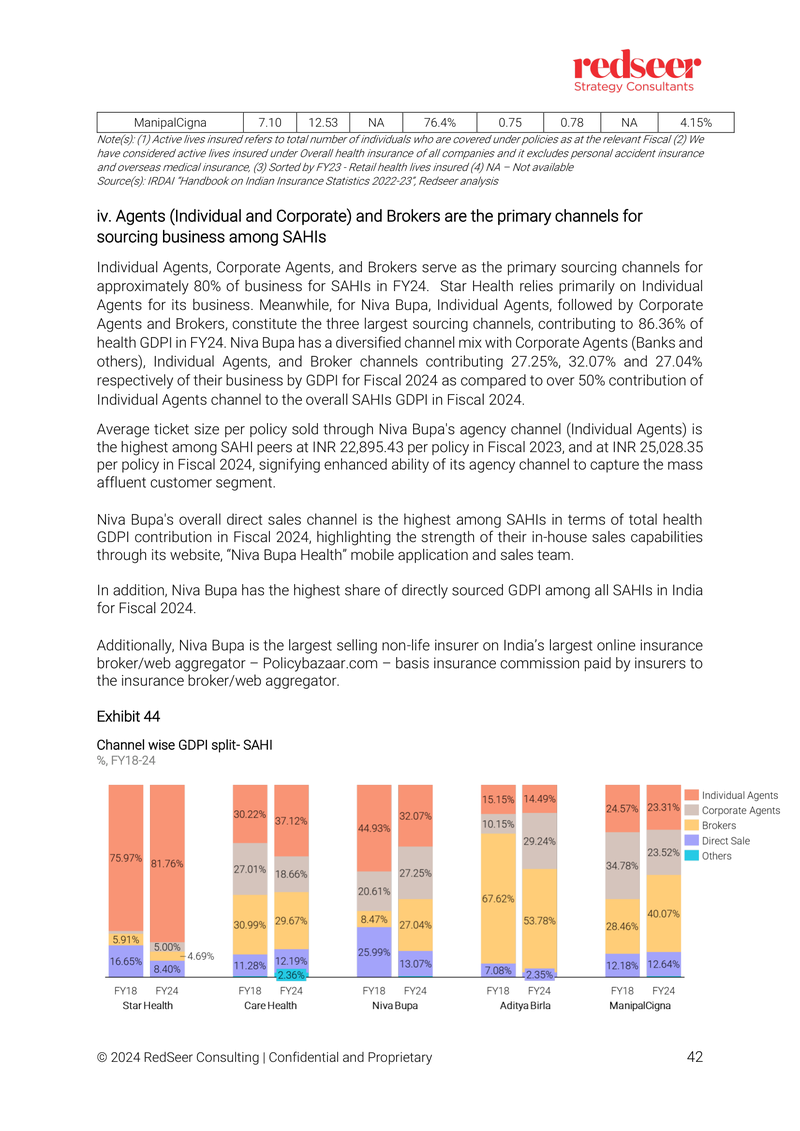 redseer
Strategy Consultants
ManipalCigna 7.10 12.53 NA 76.4% 0.75 0.78 NA 4.15%
Note(s): (1) Active lives insured refers to total number of individuals who are covered under policies as at the relevant Fiscal (2) We
have considered active lives insured under Overall health insurance of all companies and it excludes personal accident insurance
and overseas medical insurance, (3) Sorted by FY23 - Retail health lives insured (4) NA – Not available
Source(s): IRDAI “Handbook on Indian Insurance Statistics 2022-23”, Redseer analysis
iv. Agents (Individual and Corporate) and Brokers are the primary channels for
sourcing business among SAHIs
Individual Agents, Corporate Agents, and Brokers serve as the primary sourcing channels for
approximately 80% of business for SAHIs in FY24. Star Health relies primarily on Individual
Agents for its business. Meanwhile, for Niva Bupa, Individual Agents, followed by Corporate
Agents and Brokers, constitute the three largest sourcing channels, contributing to 86.36% of
health GDPI in FY24. Niva Bupa has a diversified channel mix with Corporate Agents (Banks and
others), Individual Agents, and Broker channels contributing 27.25%, 32.07% and 27.04%
respectively of their business by GDPI for Fiscal 2024 as compared to over 50% contribution of
Individual Agents channel to the overall SAHIs GDPI in Fiscal 2024.
Average ticket size per policy sold through Niva Bupa's agency channel (Individual Agents) is
the highest among SAHI peers at INR 22,895.43 per policy in Fiscal 2023, and at INR 25,028.35
per policy in Fiscal 2024, signifying enhanced ability of its agency channel to capture the mass
affluent customer segment.
Niva Bupa's overall direct sales channel is the highest among SAHIs in terms of total health
GDPI contribution in Fiscal 2024, highlighting the strength of their in-house sales capabilities
through its website, “Niva Bupa Health” mobile application and sales team.
In addition, Niva Bupa has the highest share of directly sourced GDPI among all SAHIs in India
for Fiscal 2024.
Additionally, Niva Bupa is the largest selling non-life insurer on India’s largest online insurance
broker/web aggregator – Policybazaar.com – basis insurance commission paid by insurers to
the insurance broker/web aggregator.
Exhibit 44
Channel wise GDPI split- SAHI
%, FY18-24
75.97% 5.91% 16.65%
81.76% 5.00% 4.69% 8.40%
30.22% 27.01% 30.99% 11.28%
37.12% 18.66% 29.67% 12.19% 2.36%
44.93% 20.61% 8.47% 25.99%
32.07% 27.25% 27.04% 13.07%
15.15% 10.15% 67.62% 7.08%
14.49% 29.24% 53.78% 2.35%
24.57% 34.78% 28.46% 12.18%
23.31% 23.52% 40.07% 12.64%
Individual Agents
Corporate Agents
Brokers
Direct Sale
Others
FY18 FY24 FY18 FY24 FY18 FY24 FY18 FY24 FY18 FY24
Star Health Care Health Niva Bupa Aditya Birla ManipalCigna
© 2024 RedSeer Consulting | Confidential and Proprietary 42